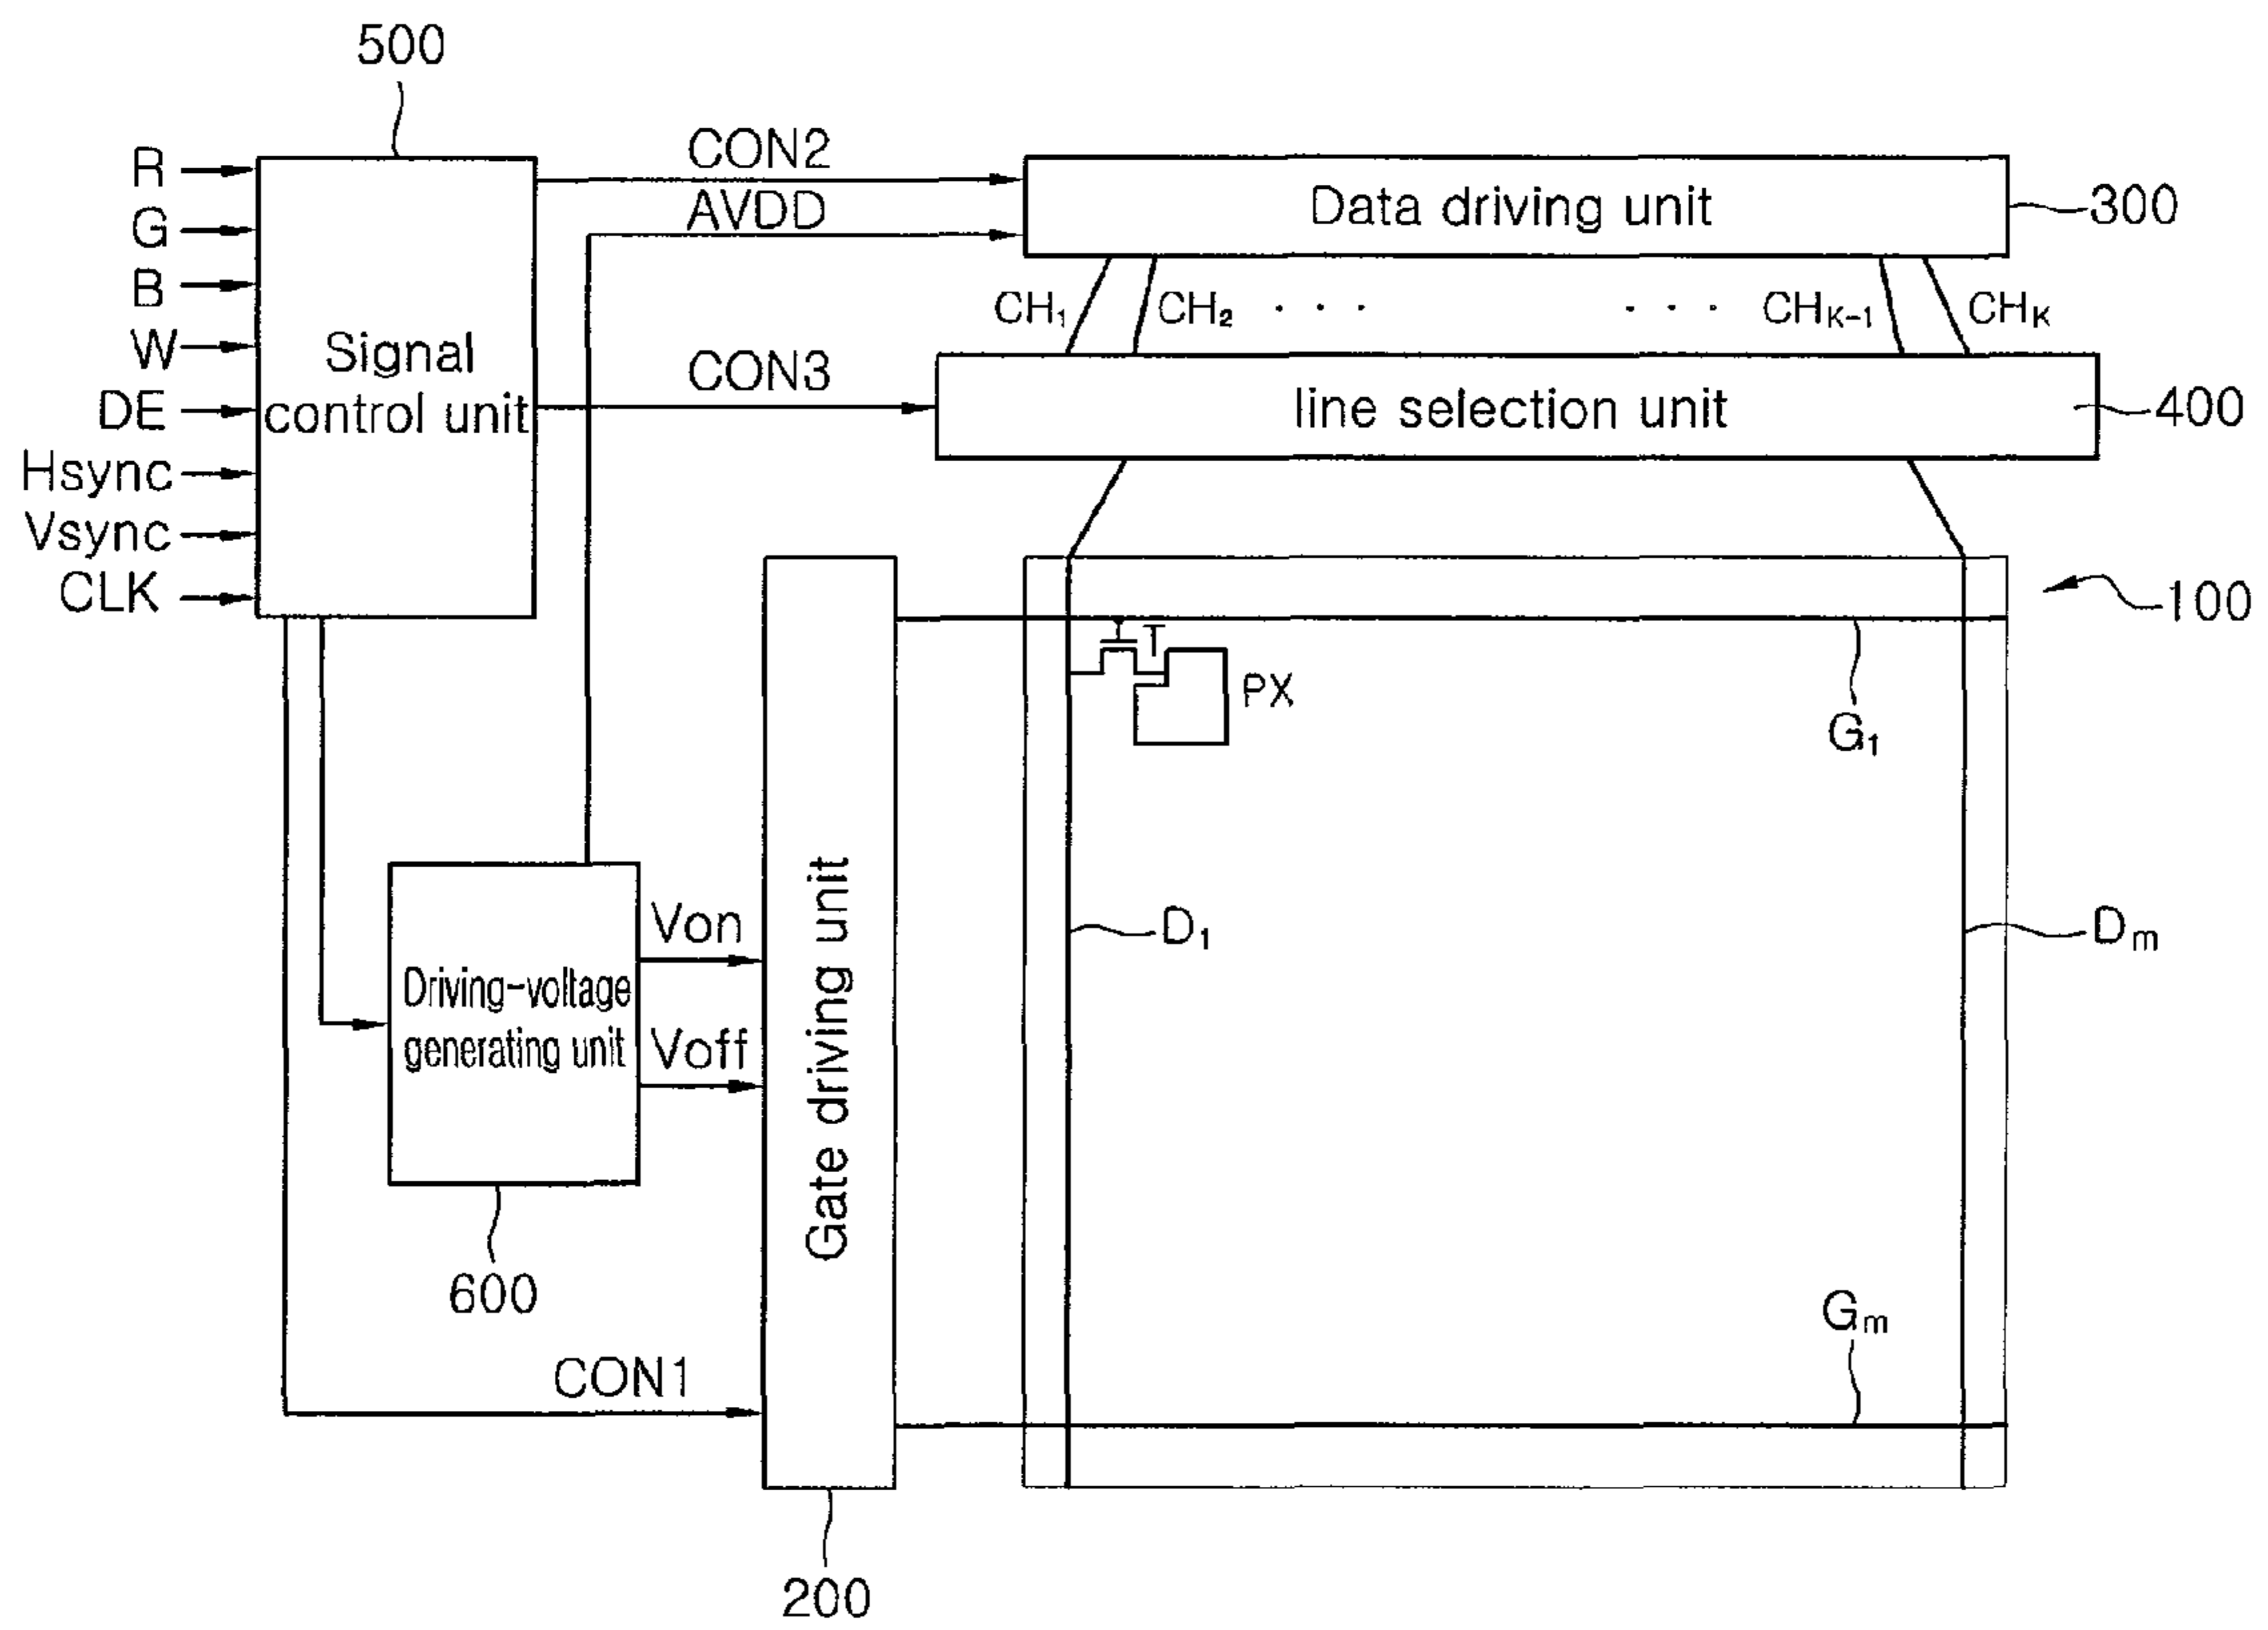 500
R
G
B
W
DE
Hsync
Vsync
CLK
Signal
control unit
CON2
AVDD
CON3
Data driving unit
300
CH₁
CH₂
. . .
. . .
CHK-1
CHK
line selection unit
400
100
T
PX
G₁
D₁
Dm
Gm
Driving-voltage
generating unit
600
Von
Voff
CON1
Gate driving unit
200